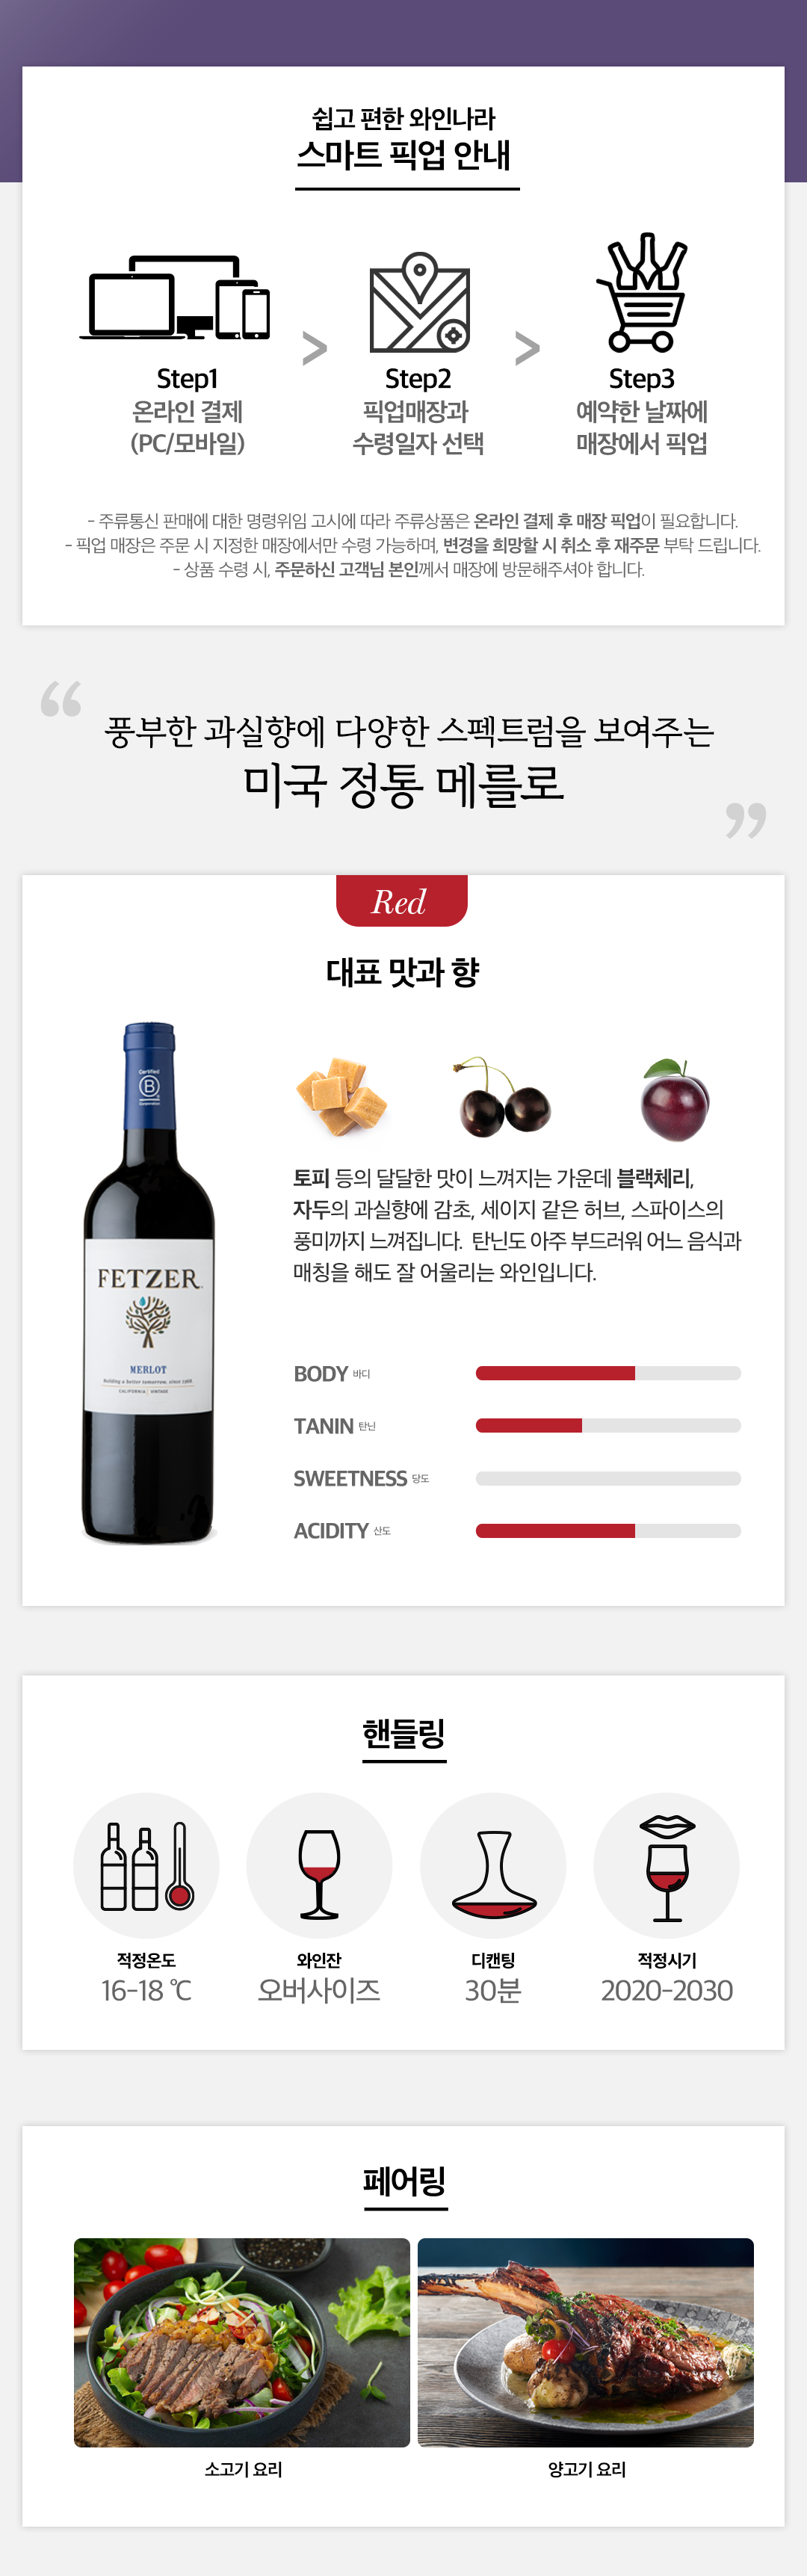 쉽고 편한 와인나라
스마트 픽업 안내
Step1
온라인 결제
(PC/모바일)
>
Step2
픽업매장과
수령일자 선택
>
Step3
예약한 날짜에
매장에서 픽업
- 주류통신 판매에 대한 명령위임 고시에 따라 주류상품은 온라인 결제 후 매장 픽업이 필요합니다.
- 픽업 매장은 주문 시 지정한 매장에서만 수령 가능하며, 변경을 희망할 시 취소 후 재주문 부탁 드립니다.
- 상품 수령 시, 주문하신 고객님 본인께서 매장에 방문해주셔야 합니다.
“
풍부한 과실향에 다양한 스펙트럼을 보여주는
미국 정통 메를로
”
Red
대표 맛과 향
Certified
B
Corporation
FETZER
MERLOT
Building a better tomorrow, since 1968
CALIFORNIA | VINTAGE
토피 등의 달달한 맛이 느껴지는 가운데 블랙체리,
자두의 과실향에 감초, 세이지 같은 허브, 스파이스의
풍미까지 느껴집니다. 탄닌도 아주 부드러워 어느 음식과
매칭을 해도 잘 어울리는 와인입니다.
BODY 바디
TANIN 탄닌
SWEETNESS 당도
ACIDITY 산도
핸들링
적정온도
16-18 ℃
와인잔
오버사이즈
디캔팅
30분
적정시기
2020-2030
페어링
소고기 요리
양고기 요리